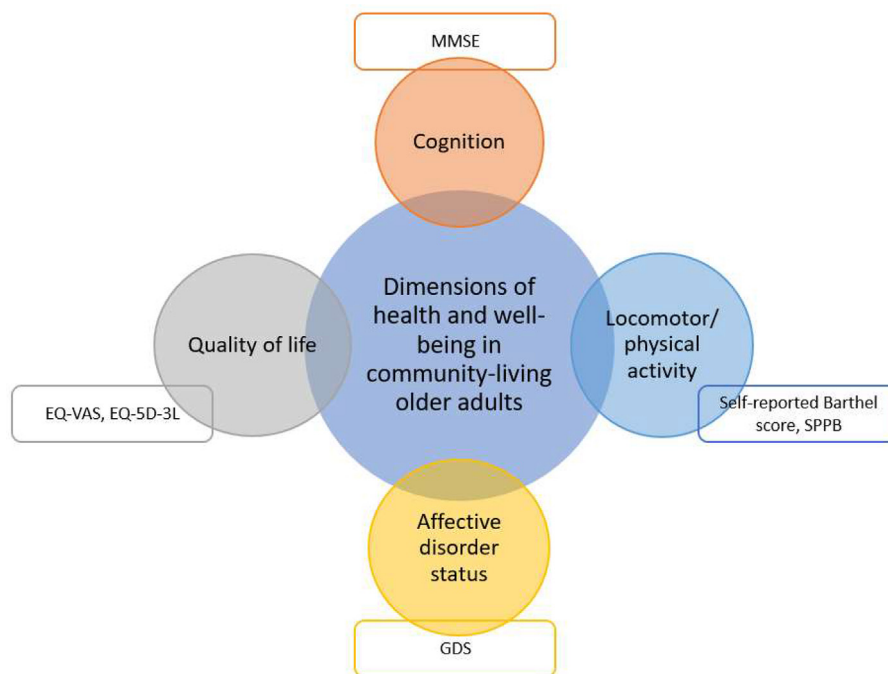 MMSE
Cognition
Dimensions of
health and well-
being in
community-living
older adults
Quality of life
EQ-VAS, EQ-5D-3L
Locomotor/
physical
activity
Self-reported Barthel
score, SPPB
Affective
disorder
status
GDS